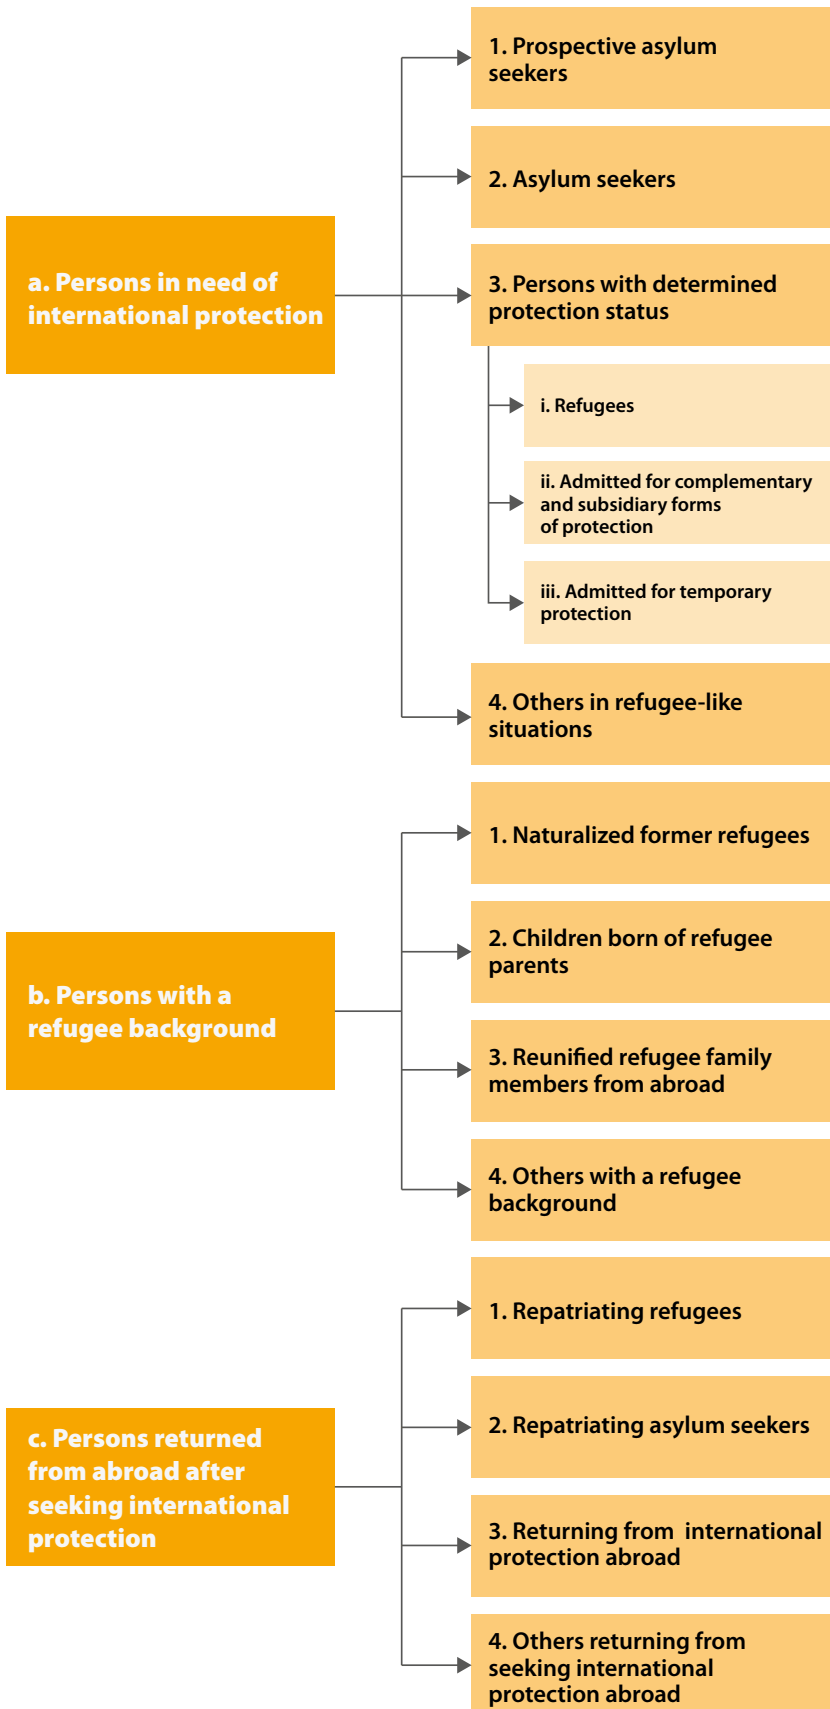 a. Persons in need of
international protection
1. Prospective asylum
seekers
2. Asylum seekers
3. Persons with determined
protection status
i. Refugees
ii. Admitted for complementary
and subsidiary forms
of protection
iii. Admitted for temporary
protection
4. Others in refugee-like
situations
b. Persons with a
refugee background
1. Naturalized former refugees
2. Children born of refugee
parents
3. Reunified refugee family
members from abroad
4. Others with a refugee
background
c. Persons returned
from abroad after
seeking international
protection
1. Repatriating refugees
2. Repatriating asylum seekers
3. Returning from international
protection abroad
4. Others returning from
seeking international
protection abroad